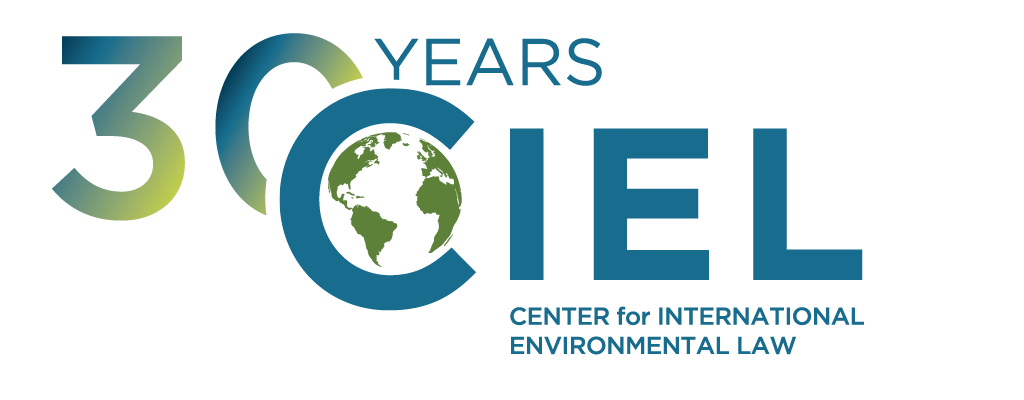 30 YEARS
CIEL
CENTER for INTERNATIONAL
ENVIRONMENTAL LAW